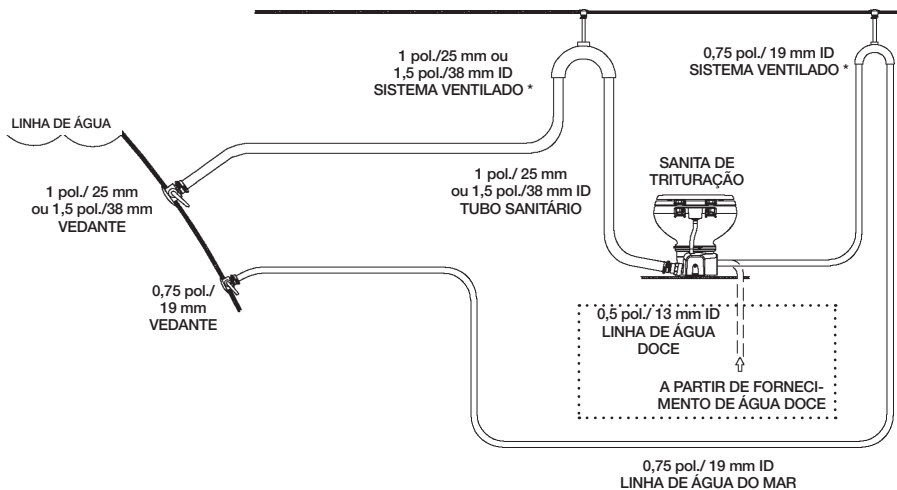 1 pol./25 mm ou
1,5 pol./38 mm ID
SISTEMA VENTILADO *
0,75 pol./ 19 mm ID
SISTEMA VENTILADO *
LINHA DE ÁGUA
1 pol./ 25 mm
ou 1,5 pol./38 mm
VEDANTE
1 pol./ 25 mm
ou 1,5 pol./38 mm ID
TUBO SANITÁRIO
SANITA DE
TRITURAÇÃO
0,75 pol./
19 mm
VEDANTE
0,5 pol./ 13 mm ID
LINHA DE ÁGUA
DOCE
A PARTIR DE FORNECI-
MENTO DE ÁGUA DOCE
0,75 pol./ 19 mm ID
LINHA DE ÁGUA DO MAR